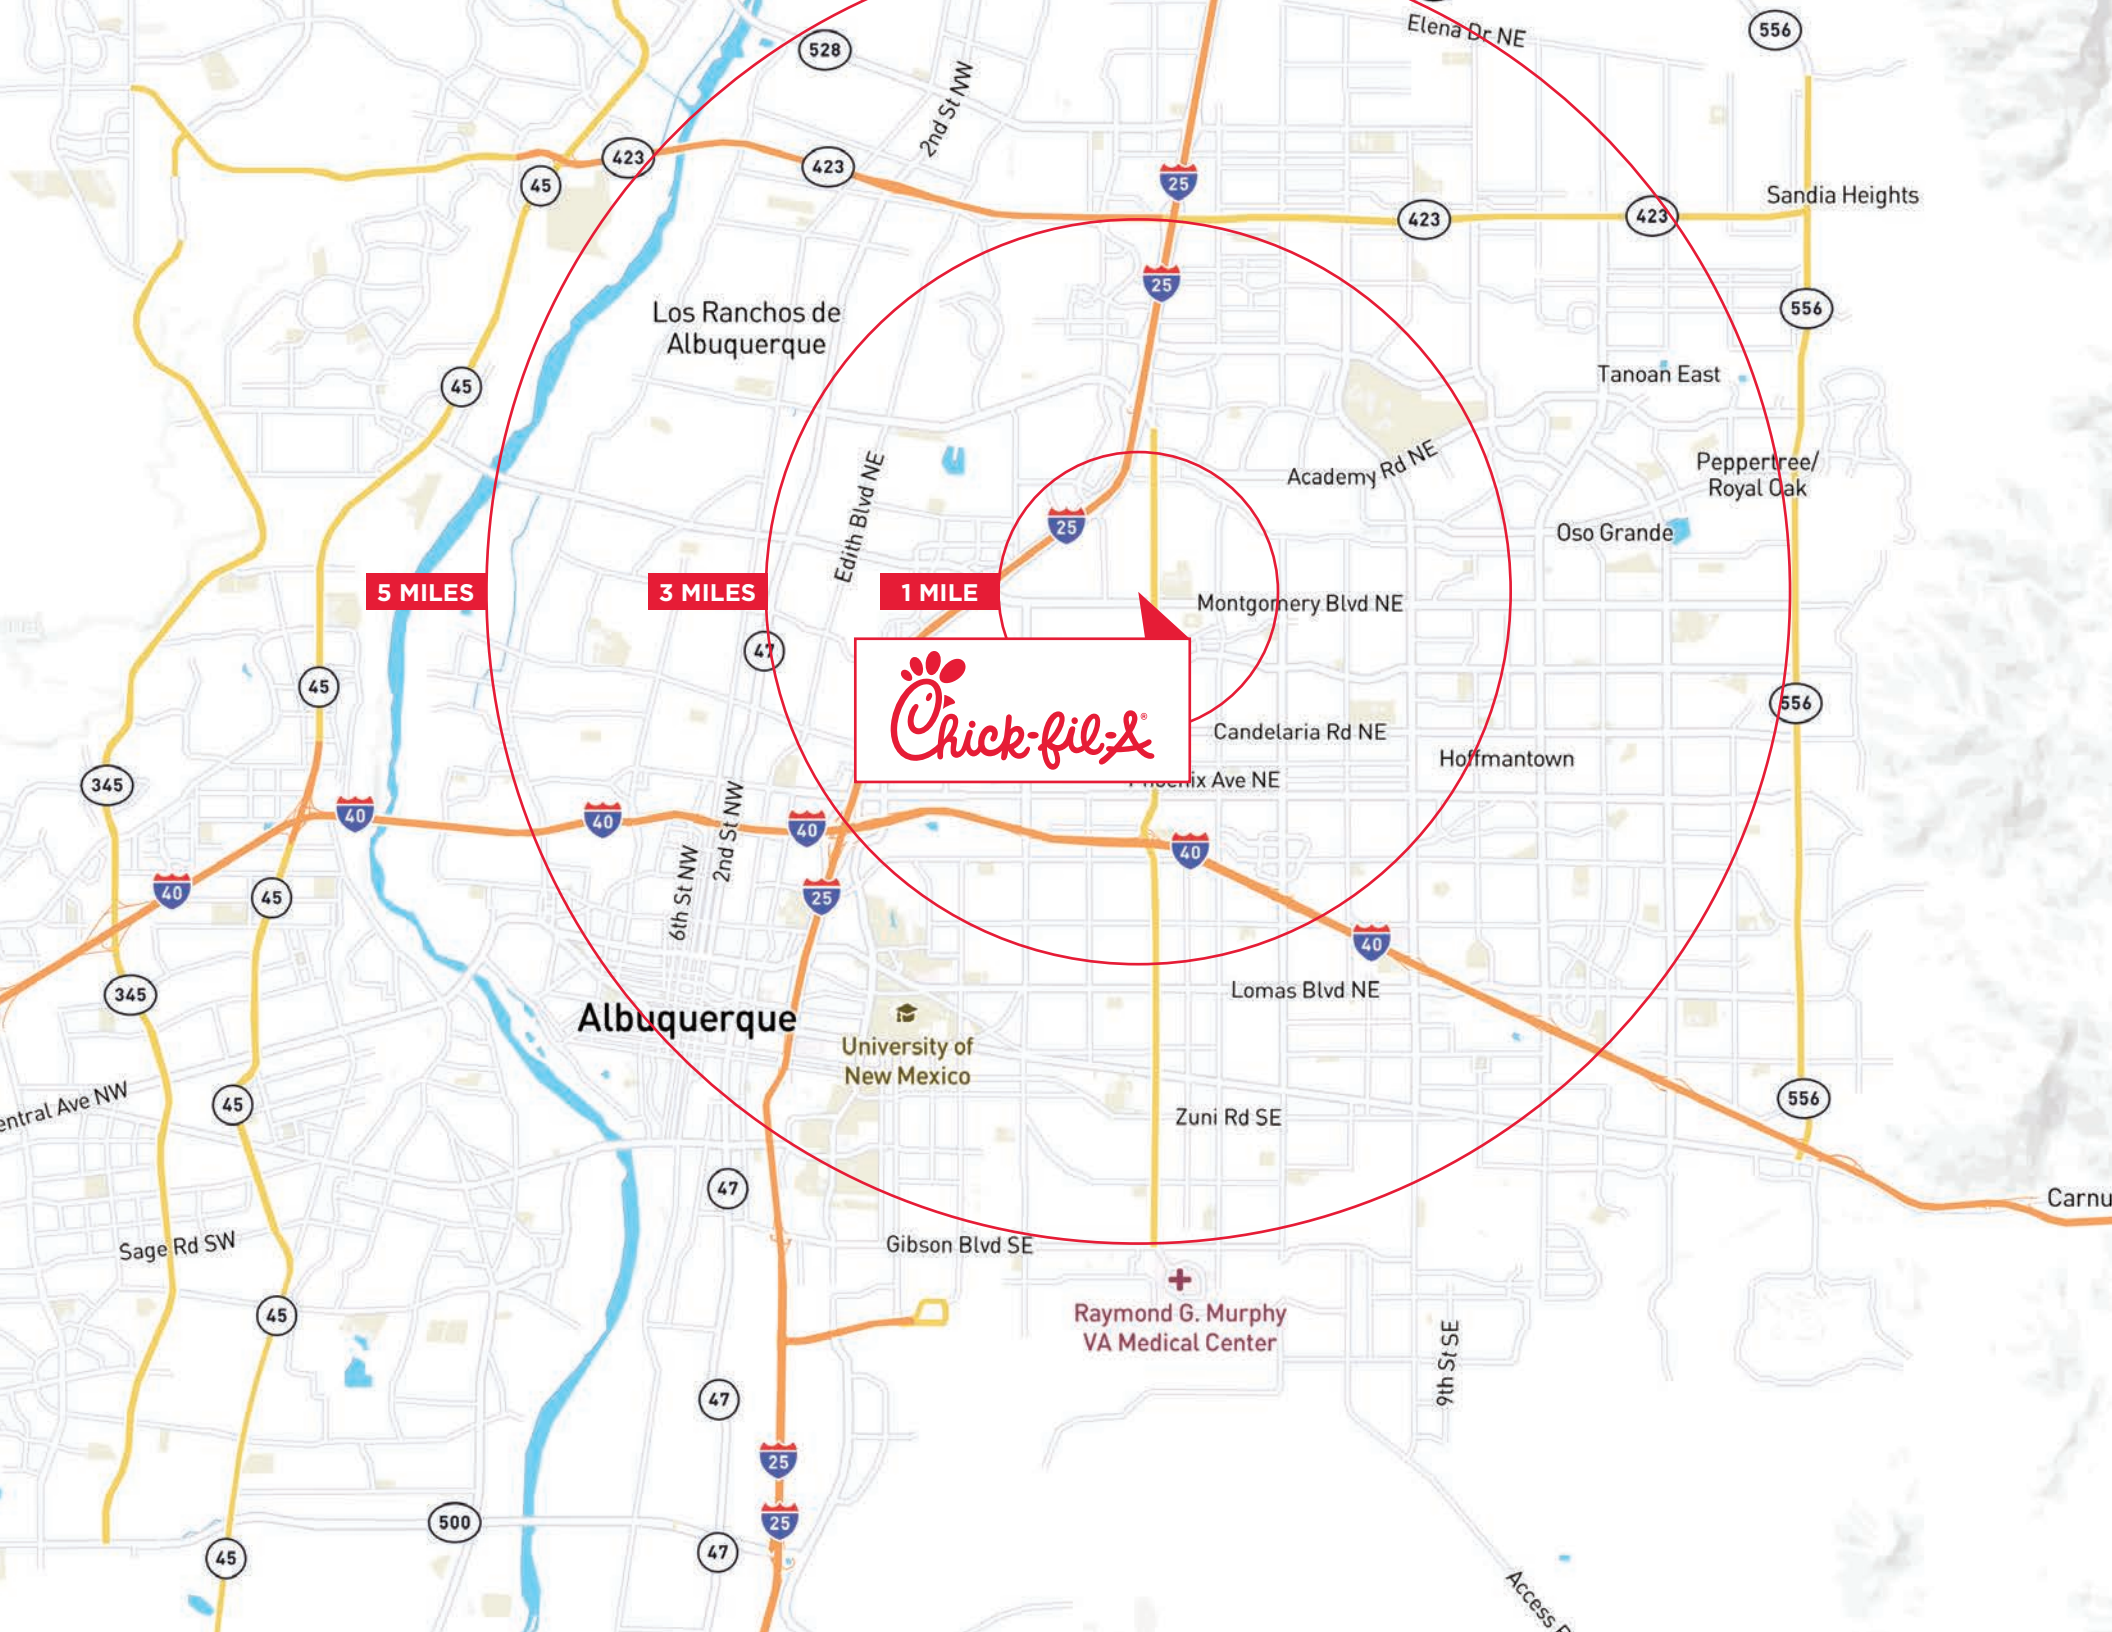 Elena Dr NE
556
528
2nd St NW
423
423
45
25
Sandia Heights
423
423
25
556
Los Ranchos de
Albuquerque
45
Tanoan East
Edith Blvd NE
Academy Rd NE
Peppertree/
Royal Oak
25
Oso Grande
5 MILES
3 MILES
1 MILE
Montgomery Blvd NE
47
45
Chick-fil-A®
556
Candelaria Rd NE
Hoffmantown
Phoenix Ave NE
345
40
40
40
2nd St NW
40
6th St NW
40
45
25
40
345
Lomas Blvd NE
Albuquerque
University of
New Mexico
entral Ave NW
45
Zuni Rd SE
556
47
Carnu
Sage Rd SW
Gibson Blvd SE
45
Raymond G. Murphy
VA Medical Center
9th St SE
47
25
500
25
47
45
Access